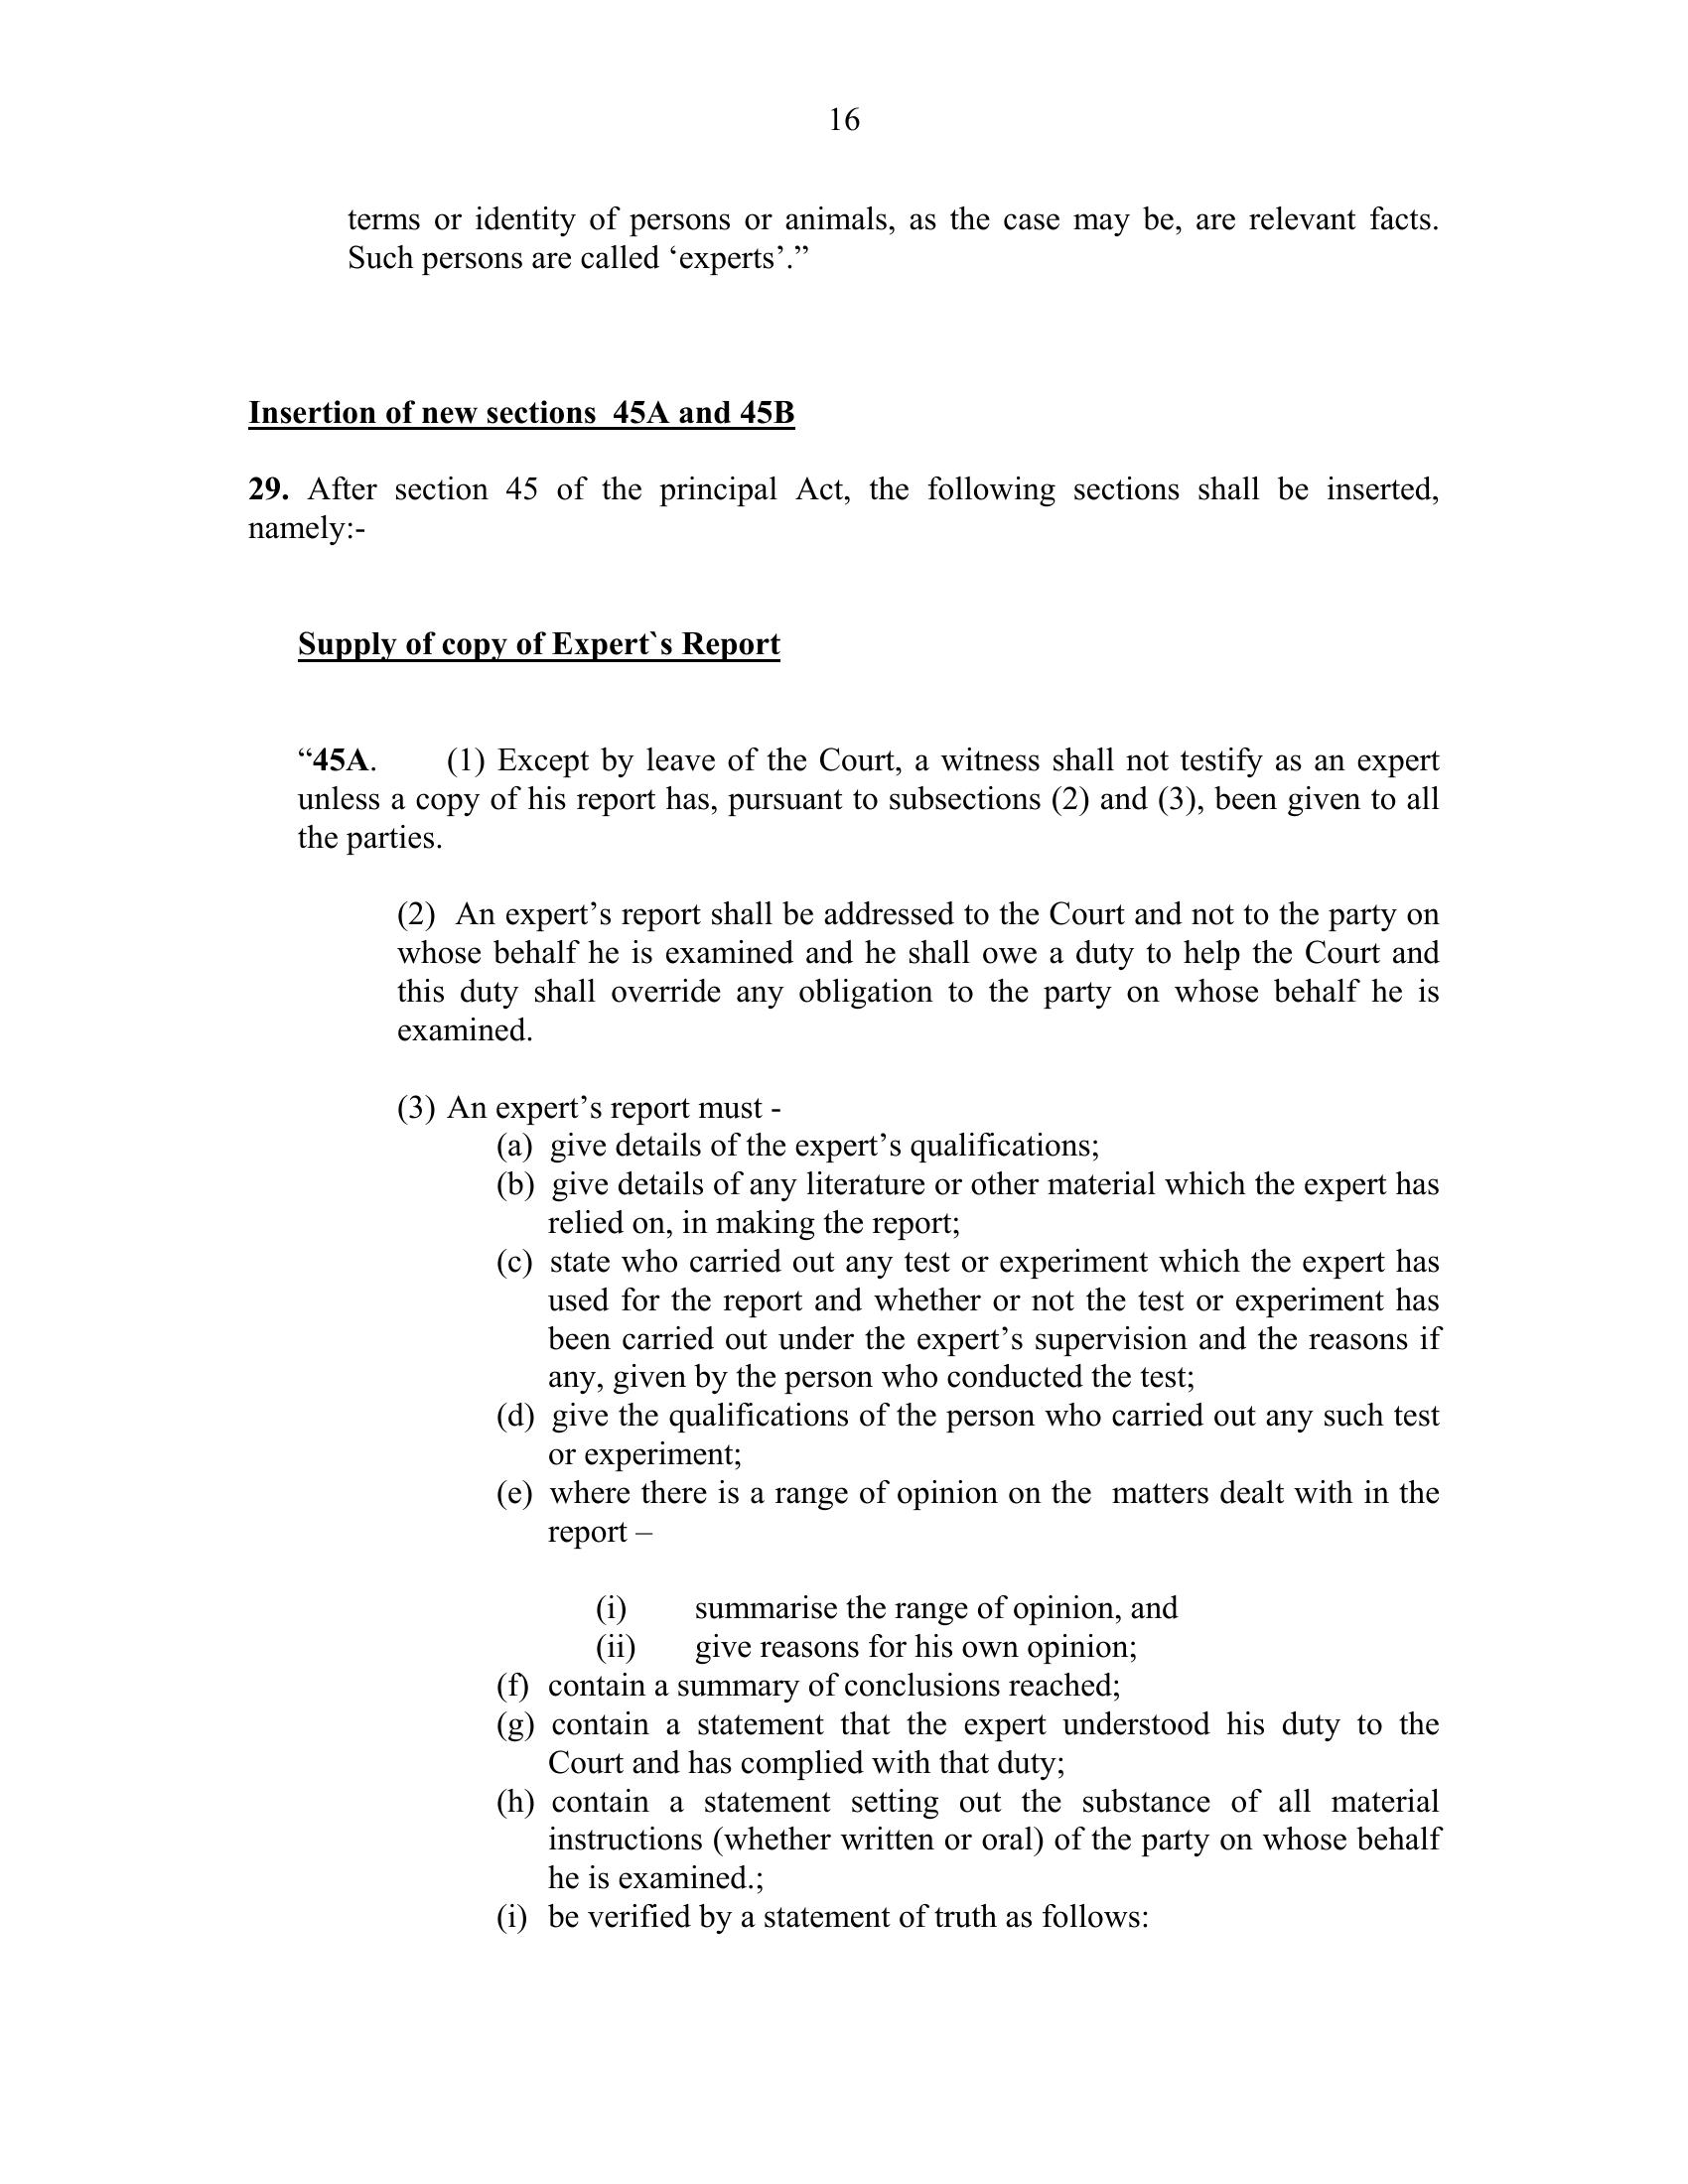 16
terms or identity of persons or animals, as the case may be, are relevant facts.
Such persons are called ‘experts’.”
Insertion of new sections  45A and 45B
29. After section 45 of the principal Act, the following sections shall be inserted,
namely:-
Supply of copy of Expert`s Report
“45A. (1) Except by leave of the Court, a witness shall not testify as an expert
unless a copy of his report has, pursuant to subsections (2) and (3), been given to all
the parties.
(2) An expert’s report shall be addressed to the Court and not to the party on
whose behalf he is examined and he shall owe a duty to help the Court and
this duty shall override any obligation to the party on whose behalf he is
examined.
(3) An expert’s report must -
(a) give details of the expert’s qualifications;
(b) give details of any literature or other material which the expert has
relied on, in making the report;
(c) state who carried out any test or experiment which the expert has
used for the report and whether or not the test or experiment has
been carried out under the expert’s supervision and the reasons if
any, given by the person who conducted the test;
(d) give the qualifications of the person who carried out any such test
or experiment;
(e) where there is a range of opinion on the  matters dealt with in the
report –
(i) summarise the range of opinion, and
(ii) give reasons for his own opinion;
(f) contain a summary of conclusions reached;
(g) contain a statement that the expert understood his duty to the
Court and has complied with that duty;
(h) contain a statement setting out the substance of all material
instructions (whether written or oral) of the party on whose behalf
he is examined.;
(i) be verified by a statement of truth as follows: